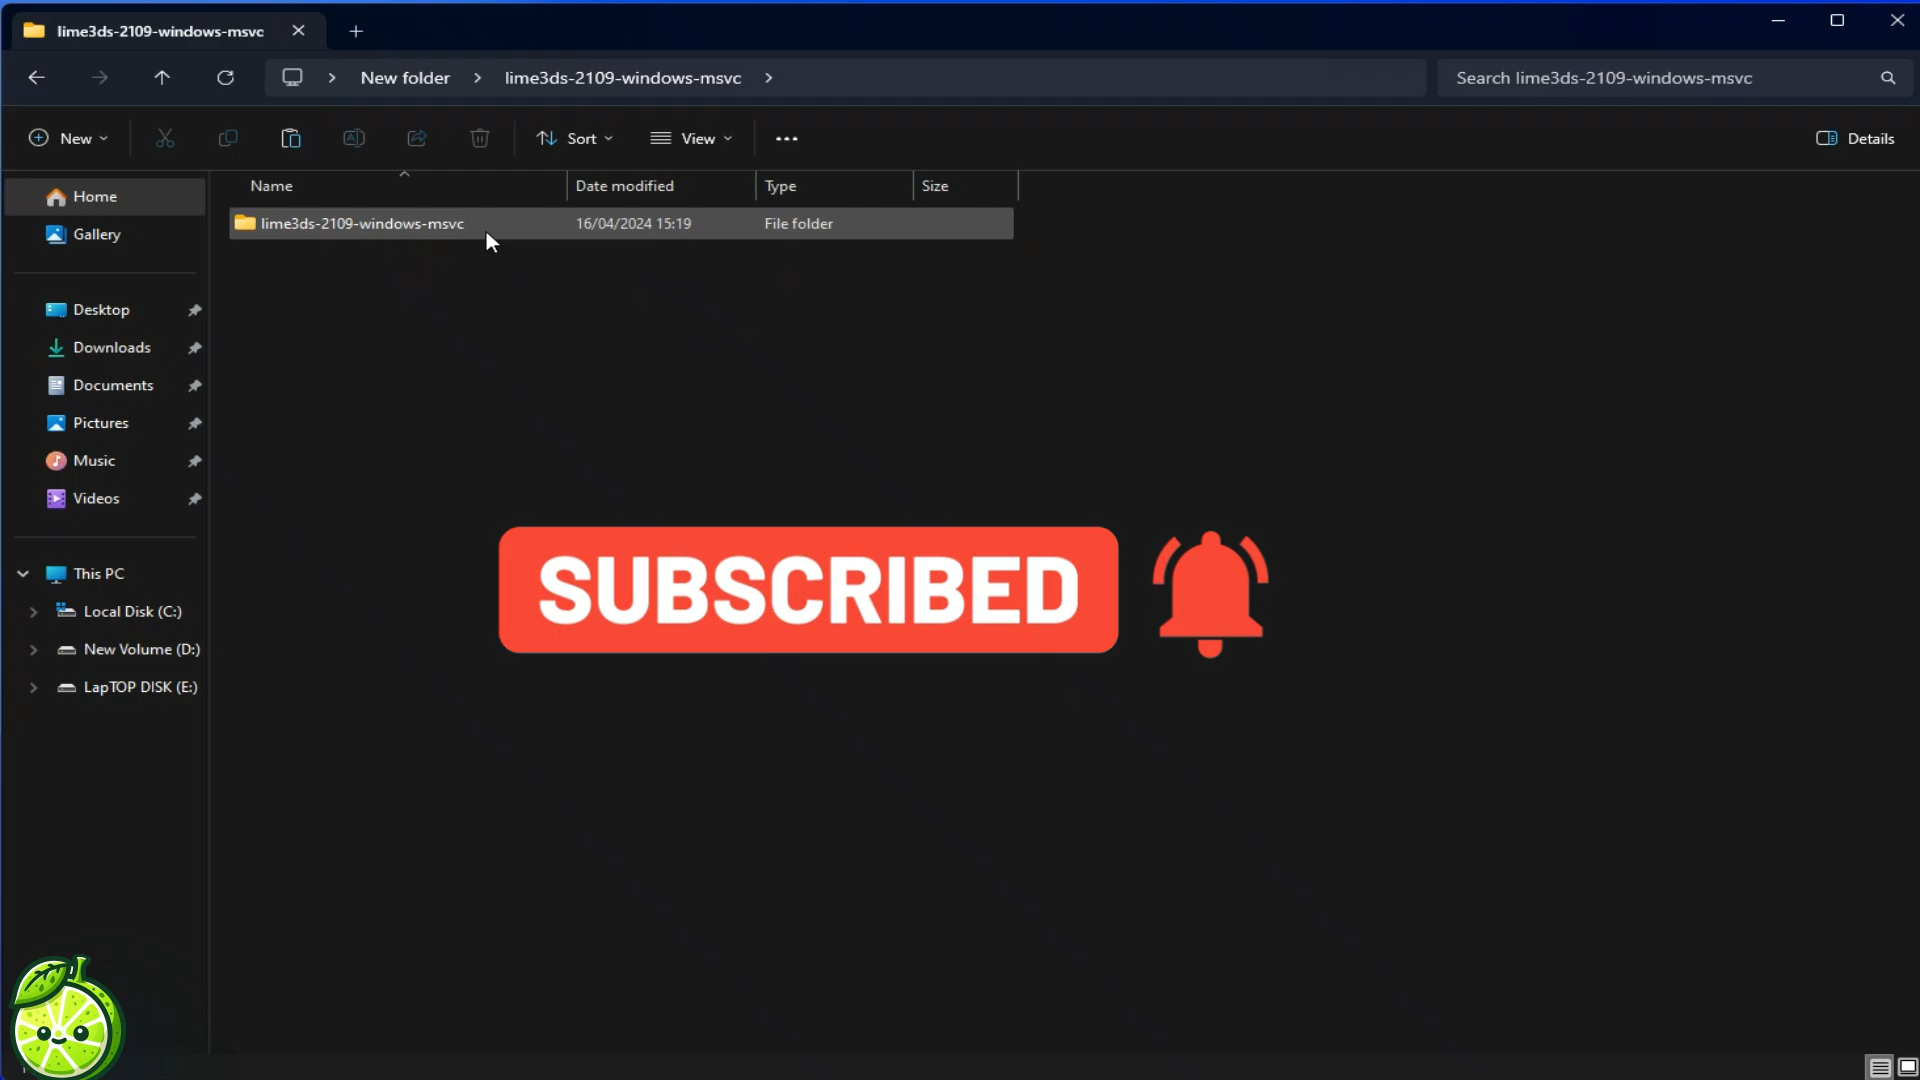 lime3ds-2109-windows-msvc
New folder > lime3ds-2109-windows-msvc >
Search lime3ds-2109-windows-msvc
New
Sort
View
Details
Name
Date modified
Type
Size
lime3ds-2109-windows-msvc
16/04/2024 15:19
File folder
Home
Gallery
Desktop
Downloads
Documents
Pictures
Music
Videos
This PC
Local Disk (C:)
New Volume (D:)
LapTOP DISK (E:)
SUBSCRIBED